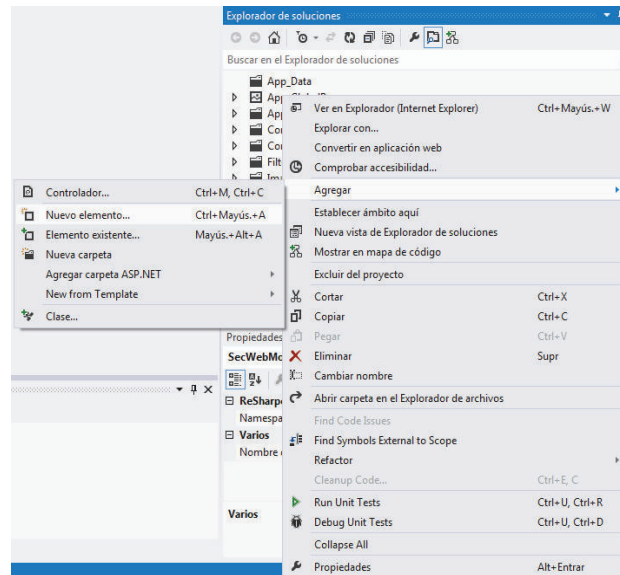 Explorador de soluciones
Buscar en el Explorador de soluciones
App_Data
Ver en Explorador (Internet Explorer) Ctrl+Mayús.+W
Explorar con...
Convertir en aplicación web
Comprobar accesibilidad...
Agregar
Controlador... Ctrl+M, Ctrl+C
Nuevo elemento... Ctrl+Mayús.+A
Elemento existente... Mayús.+Alt+A
Nueva carpeta
Agregar carpeta ASP.NET
New from Template
Clase...
Establecer ámbito aquí
Nueva vista de Explorador de soluciones
Mostrar en mapa de código
Excluir del proyecto
Cortar Ctrl+X
Copiar Ctrl+C
Pegar Ctrl+V
Eliminar Supr
Cambiar nombre
Abrir carpeta en el Explorador de archivos
Find Code Issues
Find Symbols External to Scope
Refactor
Cleanup Code... Ctrl+E, C
Run Unit Tests Ctrl+U, Ctrl+R
Debug Unit Tests Ctrl+U, Ctrl+D
Collapse All
Propiedades Alt+Entrar
Propiedades
SecWebMc
ReSharp
Namespa
Varios
Nombre
Varios